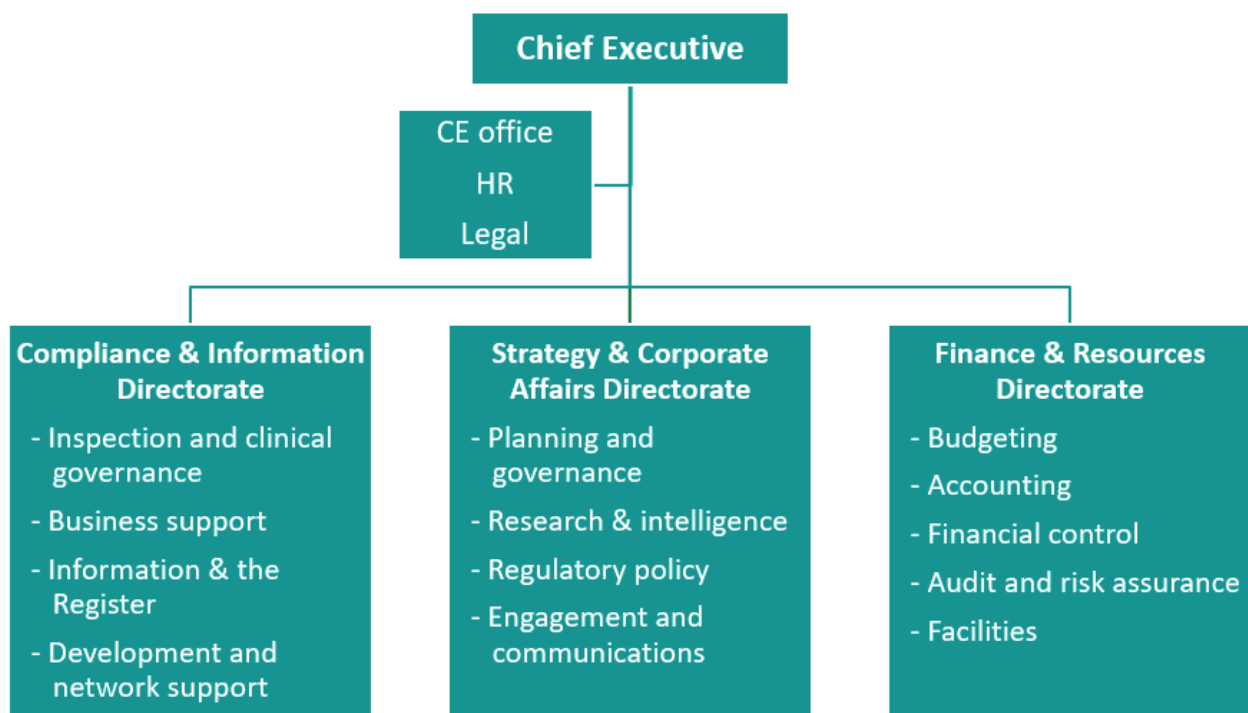 Chief Executive
CE office
HR
Legal
Compliance & Information
Directorate
- Inspection and clinical
governance
- Business support
- Information & the
Register
- Development and
network support
Strategy & Corporate
Affairs Directorate
- Planning and
governance
- Research & intelligence
- Regulatory policy
- Engagement and
communications
Finance & Resources
Directorate
- Budgeting
- Accounting
- Financial control
- Audit and risk assurance
- Facilities